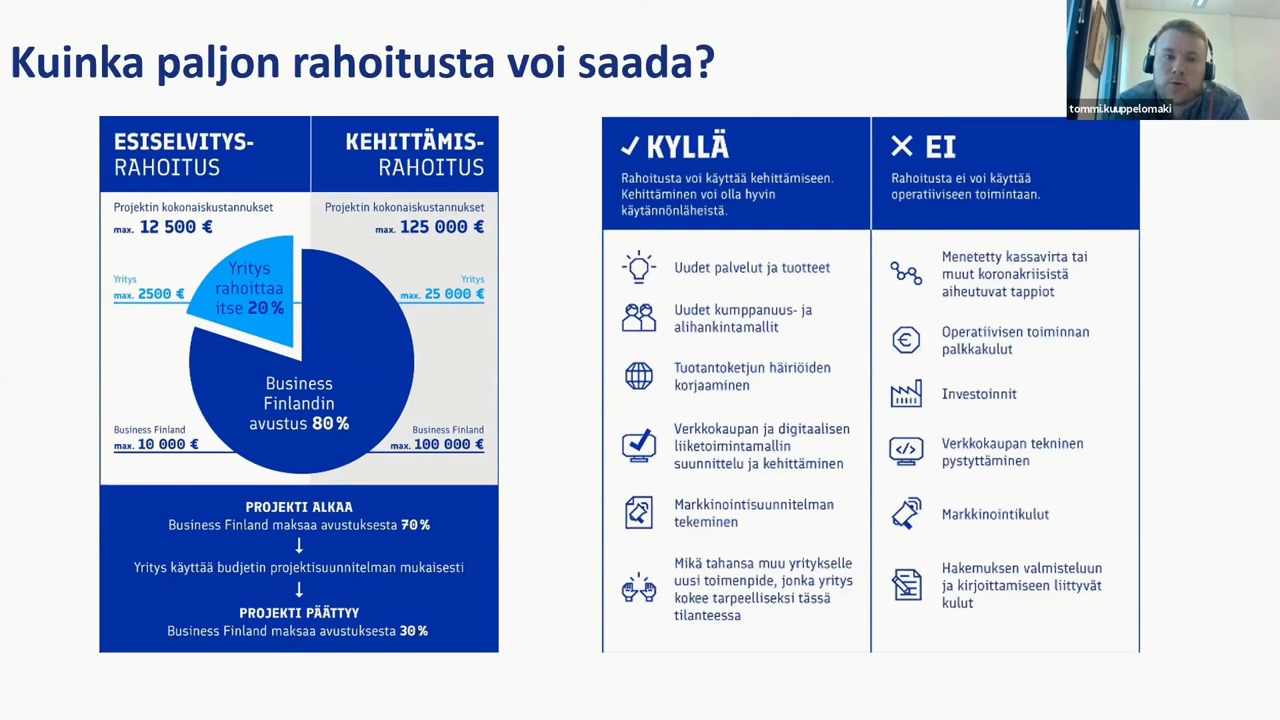 Kuinka paljon rahoitusta voi saada?
tommi.kuuppelomaki
ESISELVITYS-
RAHOITUS
KEHITTÄMIS-
RAHOITUS
Projektin kokonaiskustannukset
max. 12 500 €
Projektin kokonaiskustannukset
max. 125 000 €
Yritys
max. 2500 €
Yritys
rahoittaa
itse 20 %
Yritys
max. 25 000 €
Business
Finlandin
avustus 80 %
Business Finland
max. 10 000 €
Business Finland
max. 100 000 €
PROJEKTI ALKAA
Business Finland maksaa avustuksesta 70 %
Yritys käyttää budjetin projektisuunnitelman mukaisesti
PROJEKTI PÄÄTTYY
Business Finland maksaa avustuksesta 30 %
KYLLÄ
Rahoitusta voi käyttää kehittämiseen.
Kehittäminen voi olla hyvin
käytännönläheistä.
Uudet palvelut ja tuotteet
Uudet kumppanuus- ja
alihankintamallit
Tuotantoketjun häiriöiden
korjaaminen
Verkkokaupan ja digitaalisen
liiketoimintamallin
suunnittelu ja kehittäminen
Markkinointisuunnitelman
tekeminen
Mikä tahansa muu yritykselle
uusi toimenpide, jonka yritys
kokee tarpeelliseksi tässä
tilanteessa
EI
Rahoitusta ei voi käyttää
operatiiviseen toimintaan.
Menetetty kassavirta tai
muut koronakriisistä
aiheutuvat tappiot
Operatiivisen toiminnan
palkkakulut
Investoinnit
Verkkokaupan tekninen
pystyttäminen
Markkinointikulut
Hakemuksen valmisteluun
ja kirjoittamiseen liittyvät
kulut